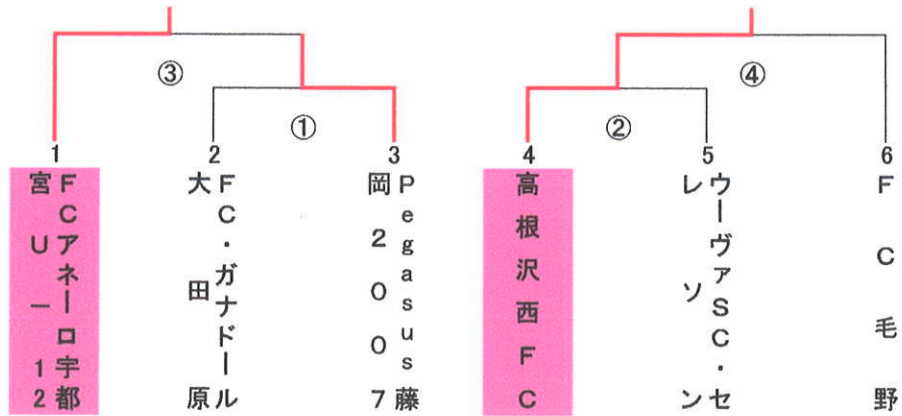 ③
④
①
②
1
2
3
4
5
6
FCアネーロ宇都
宮U－12
FC・ガナドール
大田原
Pegasus藤
岡2007
高根沢西FC
ウーヴァSC・セ
レソン
FC毛野